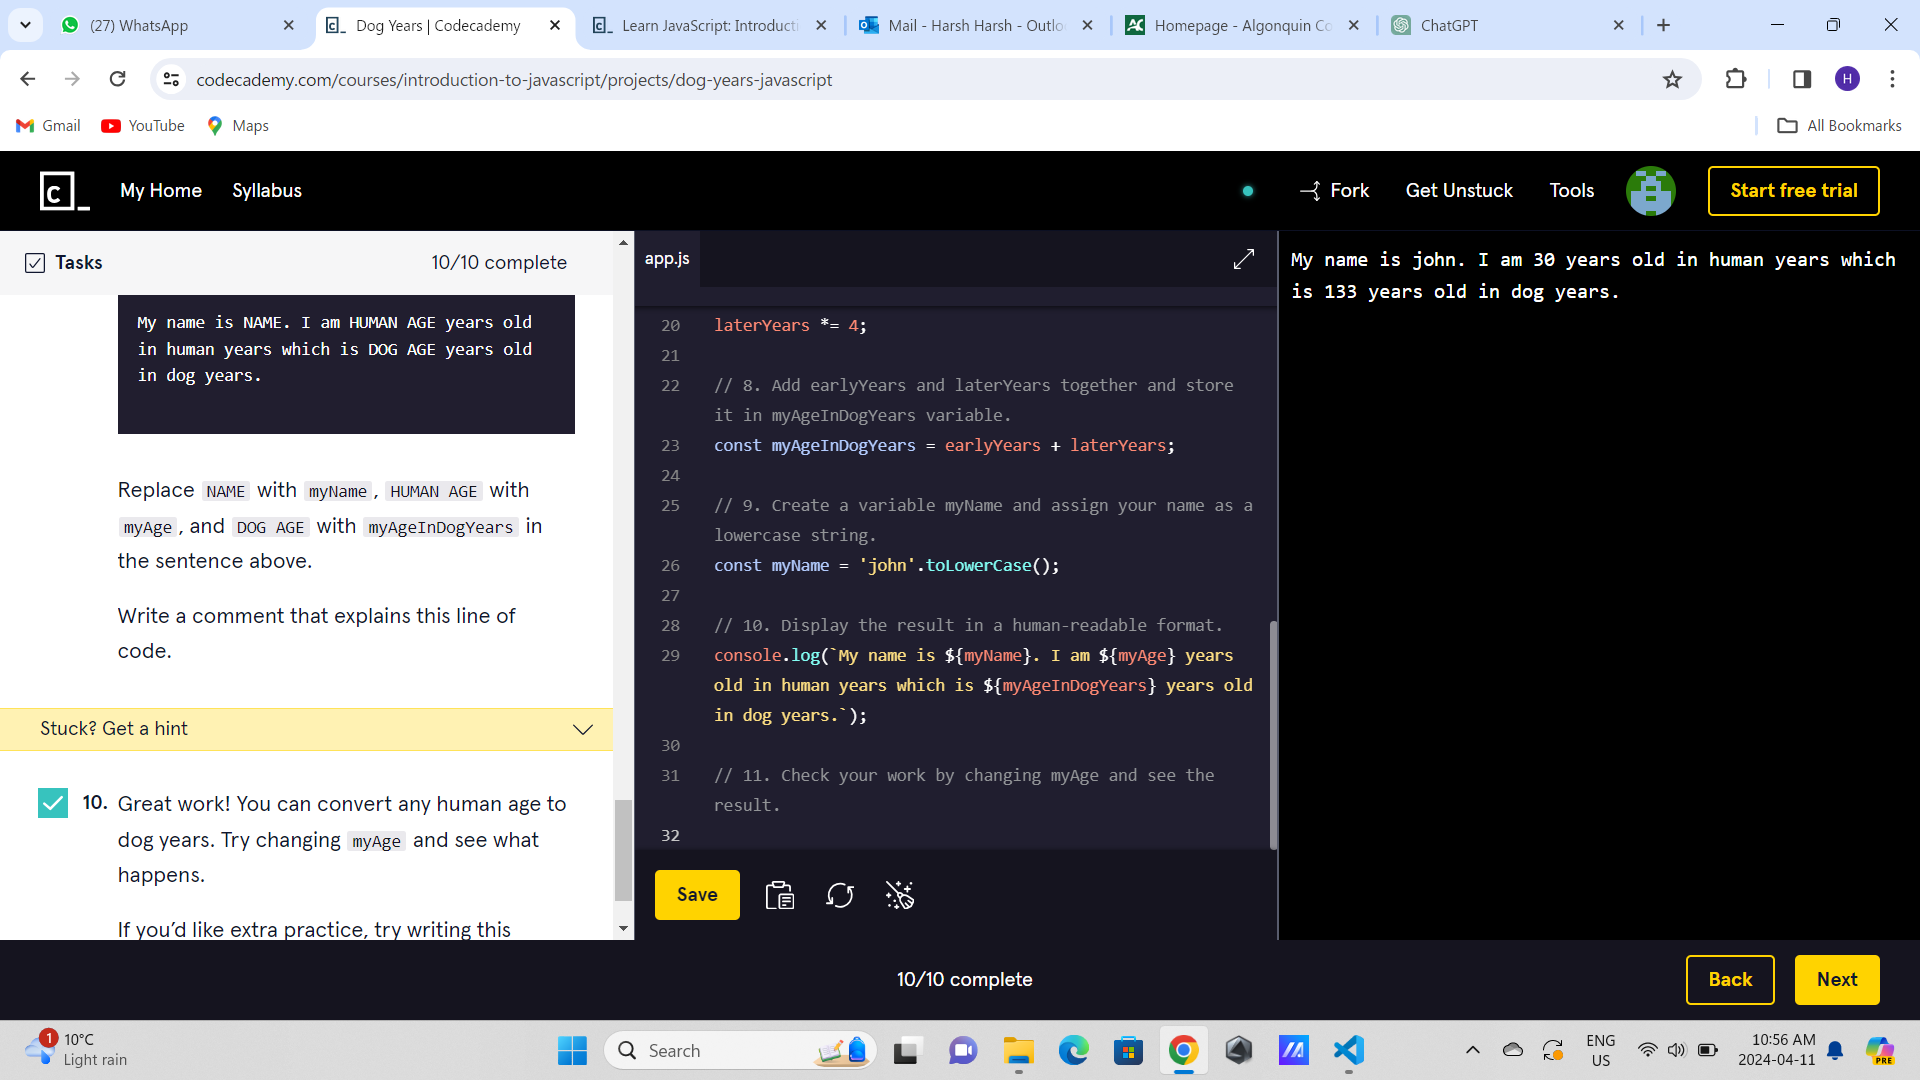 (27) WhatsApp
Dog Years | Codecademy
Learn JavaScript: Introducti
Mail - Harsh Harsh - Outlo
Homepage - Algonquin Co
ChatGPT
codecademy.com/courses/introduction-to-javascript/projects/dog-years-javascript
H
Gmail
YouTube
Maps
All Bookmarks
c_
My Home
Syllabus
Fork
Get Unstuck
Tools
Start free trial
Tasks
10/10 complete
My name is NAME. I am HUMAN AGE years old
in human years which is DOG AGE years old
in dog years.
Replace NAME with myName, HUMAN AGE with
myAge, and DOG AGE with myAgeInDogYears in
the sentence above.
Write a comment that explains this line of
code.
Stuck? Get a hint
10. Great work! You can convert any human age to
dog years. Try changing myAge and see what
happens.
If you’d like extra practice, try writing this
app.js
20 laterYears *= 4;
21
22 // 8. Add earlyYears and laterYears together and store
it in myAgeInDogYears variable.
23 const myAgeInDogYears = earlyYears + laterYears;
24
25 // 9. Create a variable myName and assign your name as a
lowercase string.
26 const myName = 'john'.toLowerCase();
27
28 // 10. Display the result in a human-readable format.
29 console.log(`My name is ${myName}. I am ${myAge} years
old in human years which is ${myAgeInDogYears} years old
in dog years.`);
30
31 // 11. Check your work by changing myAge and see the
result.
32
Save
My name is john. I am 30 years old in human years which
is 133 years old in dog years.
10/10 complete
Back
Next
1
10°C
Light rain
Search
ENG
US
10:56 AM
2024-04-11
PRE